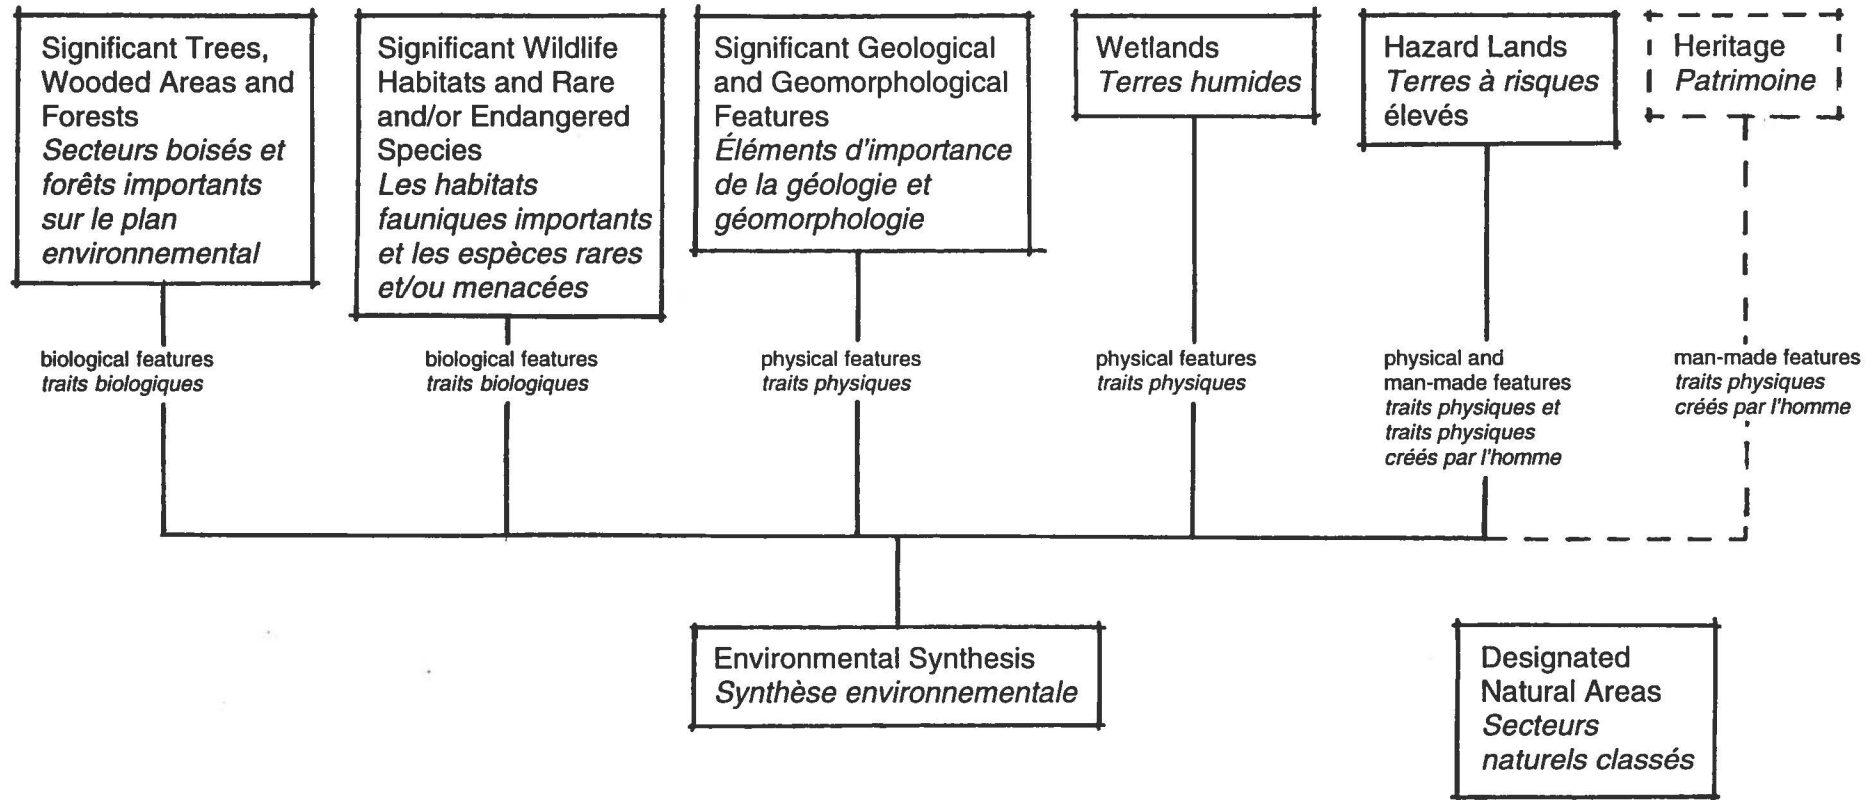 Significant Trees,
Wooded Areas and
Forests
Secteurs boisés et
forêts importants
sur le plan
environnemental
Significant Wildlife
Habitats and Rare
and/or Endangered
Species
Les habitats
fauniques importants
et les espèces rares
et/ou menacées
Significant Geological
and Geomorphological
Features
Éléments d'importance
de la géologie et
géomorphologie
Wetlands
Terres humides
Hazard Lands
Terres à risques
élevés
Heritage
Patrimoine
biological features
traits biologiques
biological features
traits biologiques
physical features
traits physiques
physical features
traits physiques
physical and
man-made features
traits physiques et
traits physiques
créés par l'homme
man-made features
traits physiques
créés par l'homme
Environmental Synthesis
Synthèse environnementale
Designated
Natural Areas
Secteurs
naturels classés